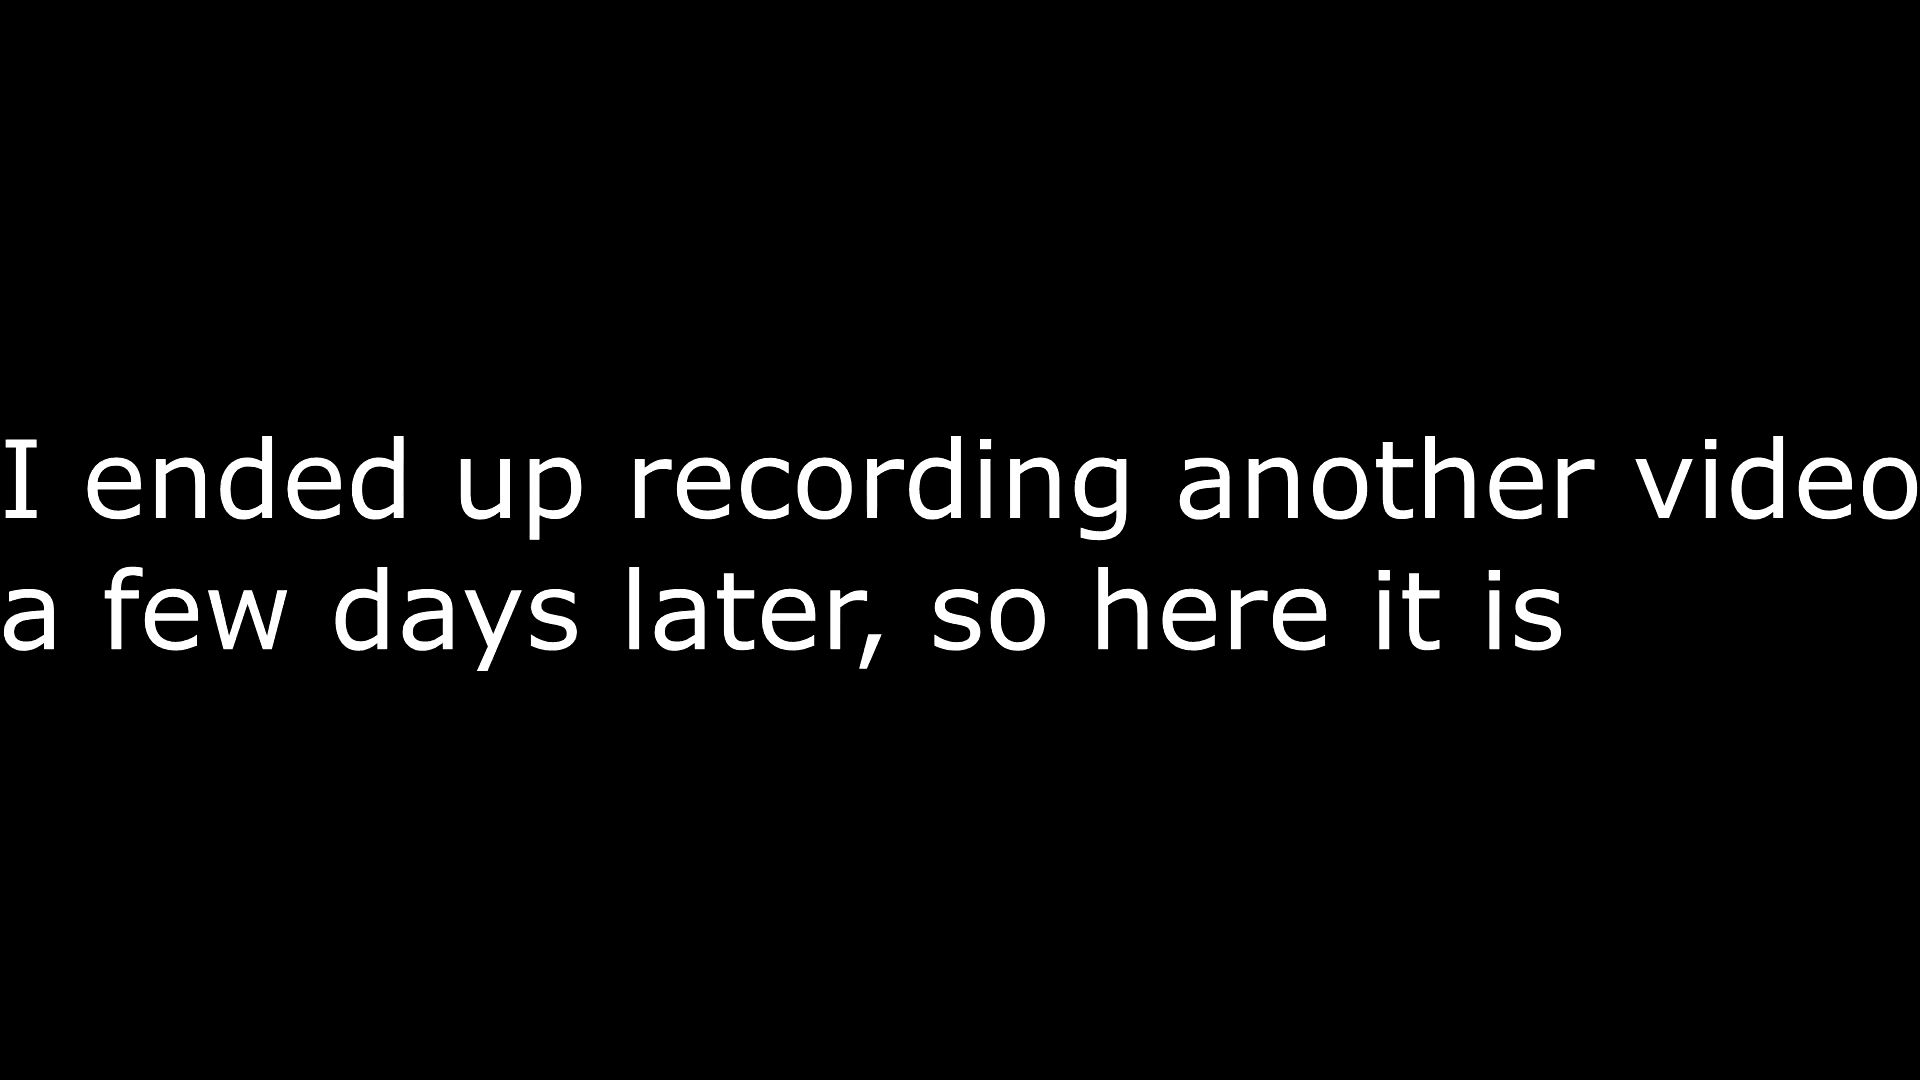 I ended up recording another video
a few days later, so here it is